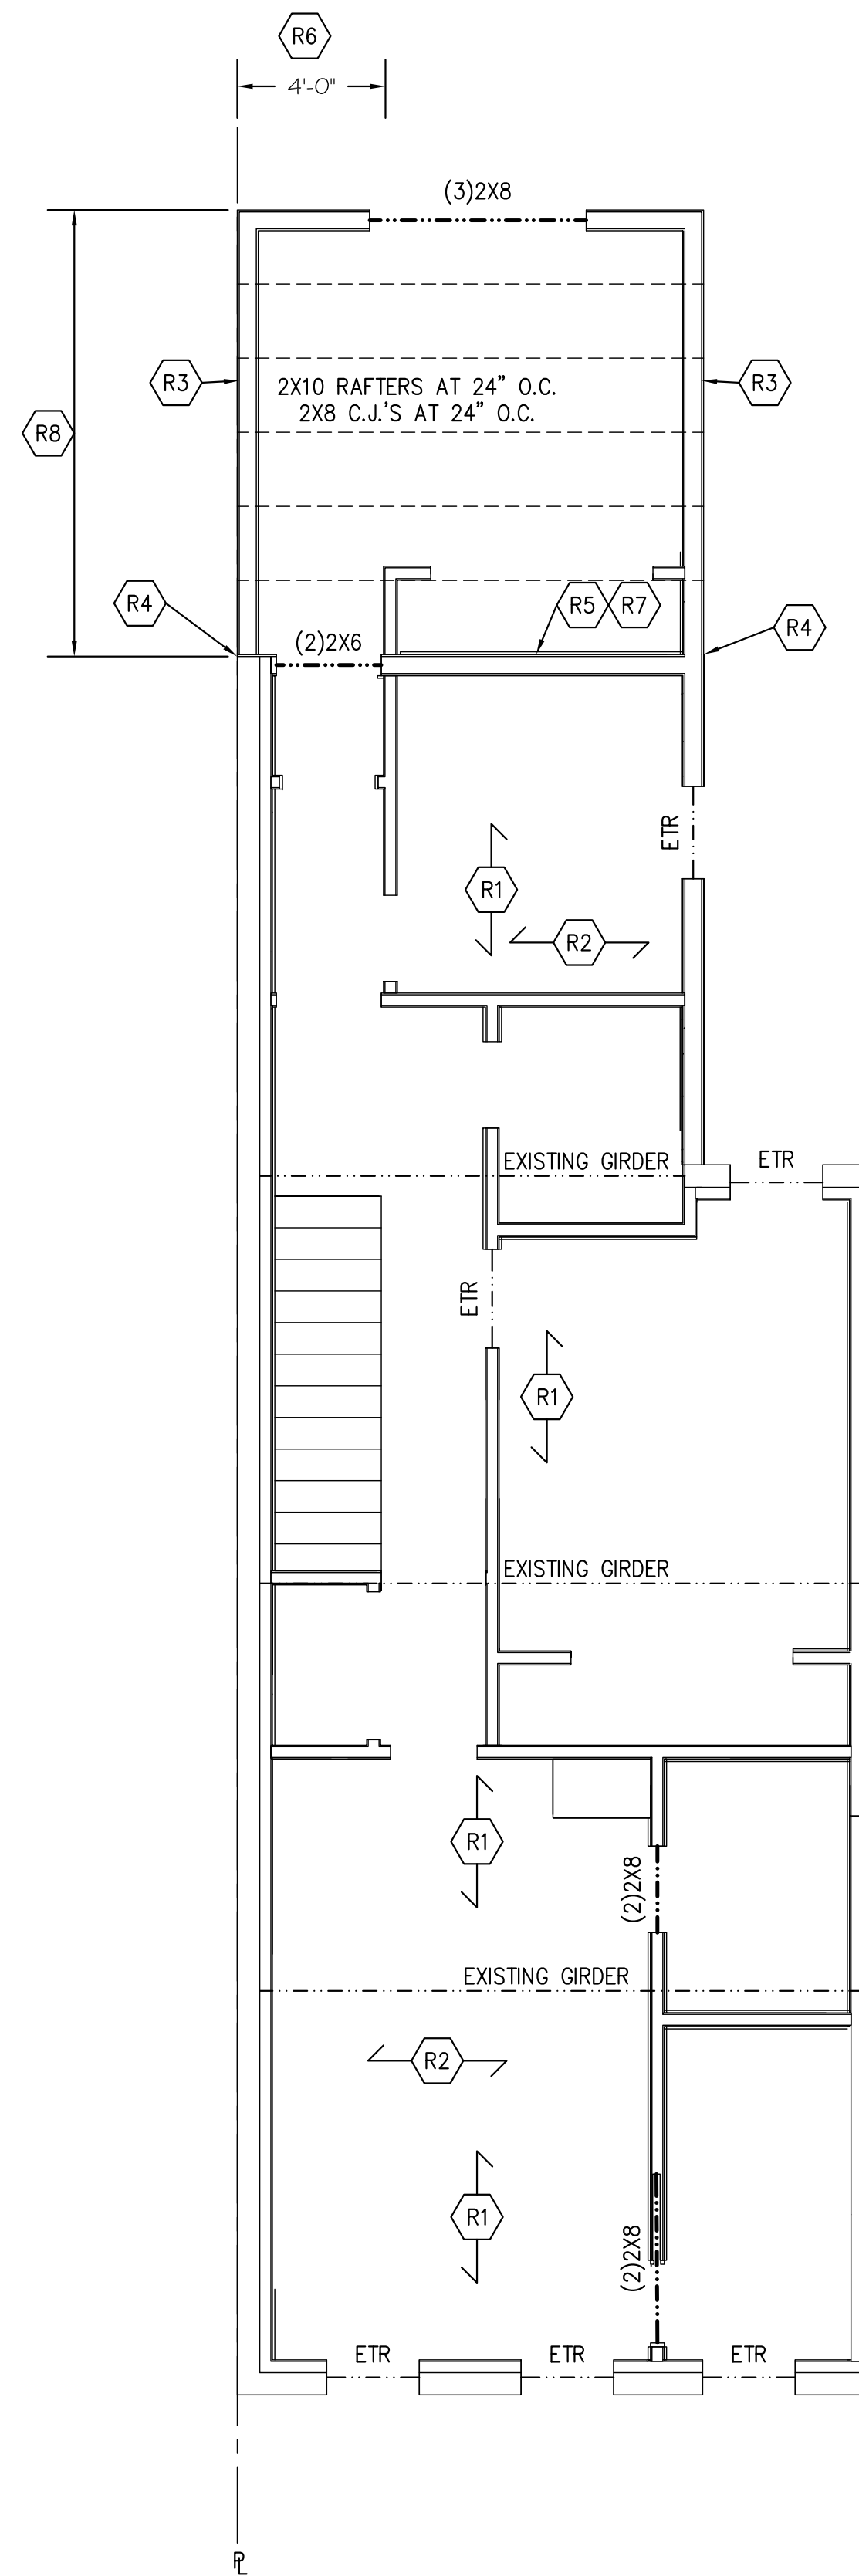 R6
4'-0"
(3)2X8
R3
2X10 RAFTERS AT 24" O.C.
2X8 C.J.'S AT 24" O.C.
R3
R8
R4
R5 R7
R4
(2)2X6
ETR
R1
R2
EXISTING GIRDER
ETR
ETR
R1
EXISTING GIRDER
R1
(2)2X8
EXISTING GIRDER
R2
R1
(2)2X8
ETR
ETR
ETR
PL